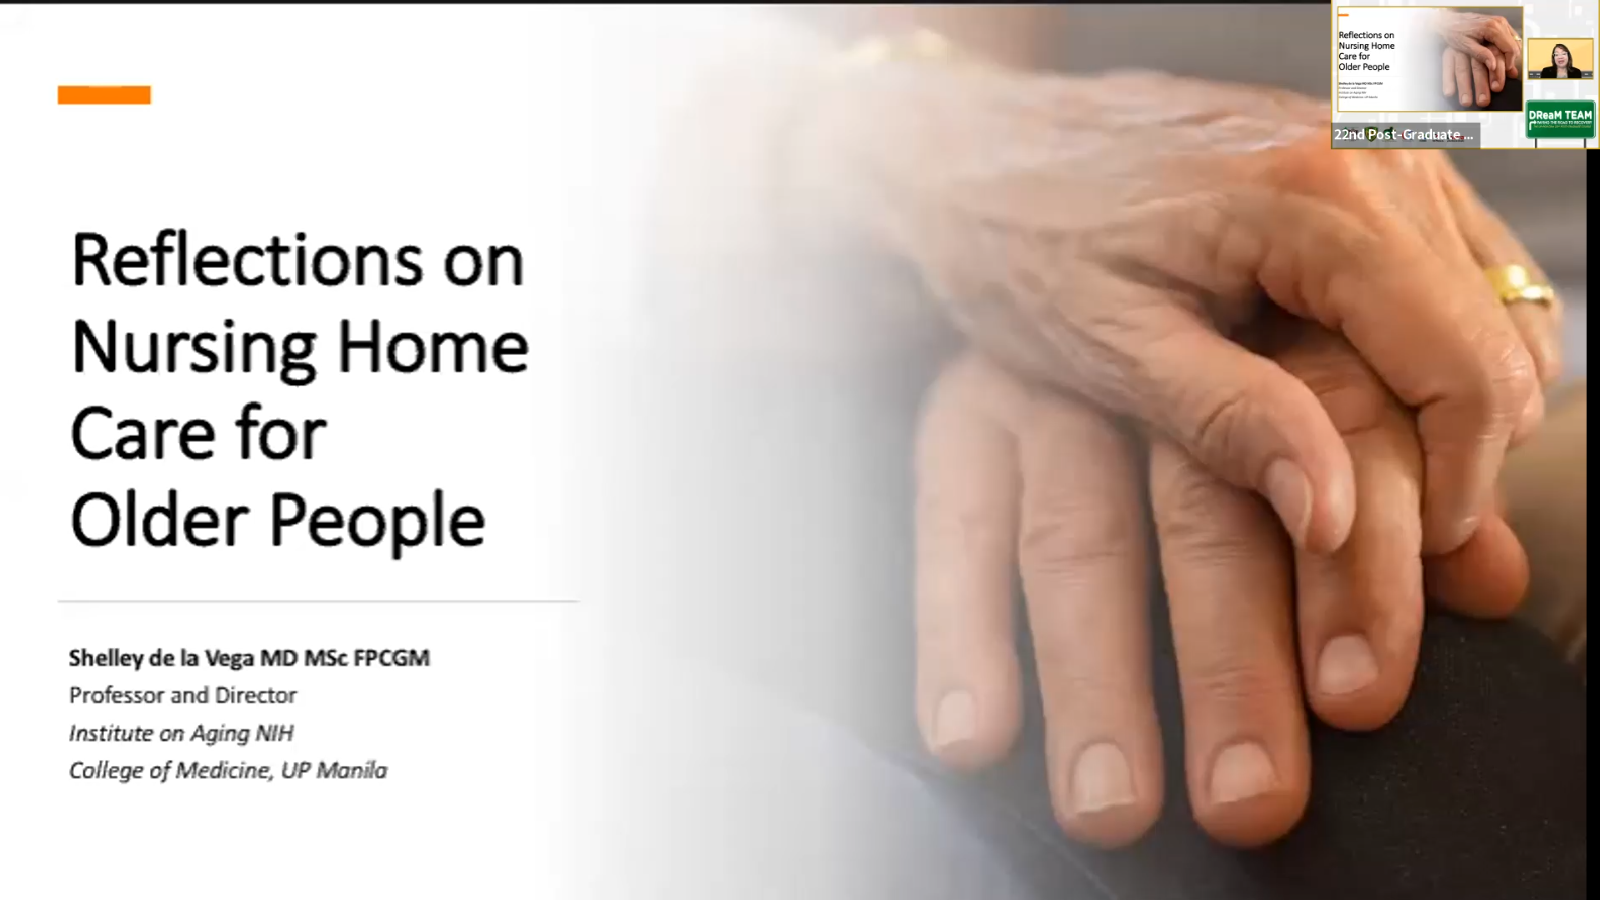 Reflections on
Nursing Home
Care for
Older People
Shelley de la Vega MD MSc FPCGM
Professor and Director
Institute on Aging NIH
College of Medicine, UP Manila
Reflections on
Nursing Home
Care for
Older People
22nd Post-Graduate ...
DReaM TEAM